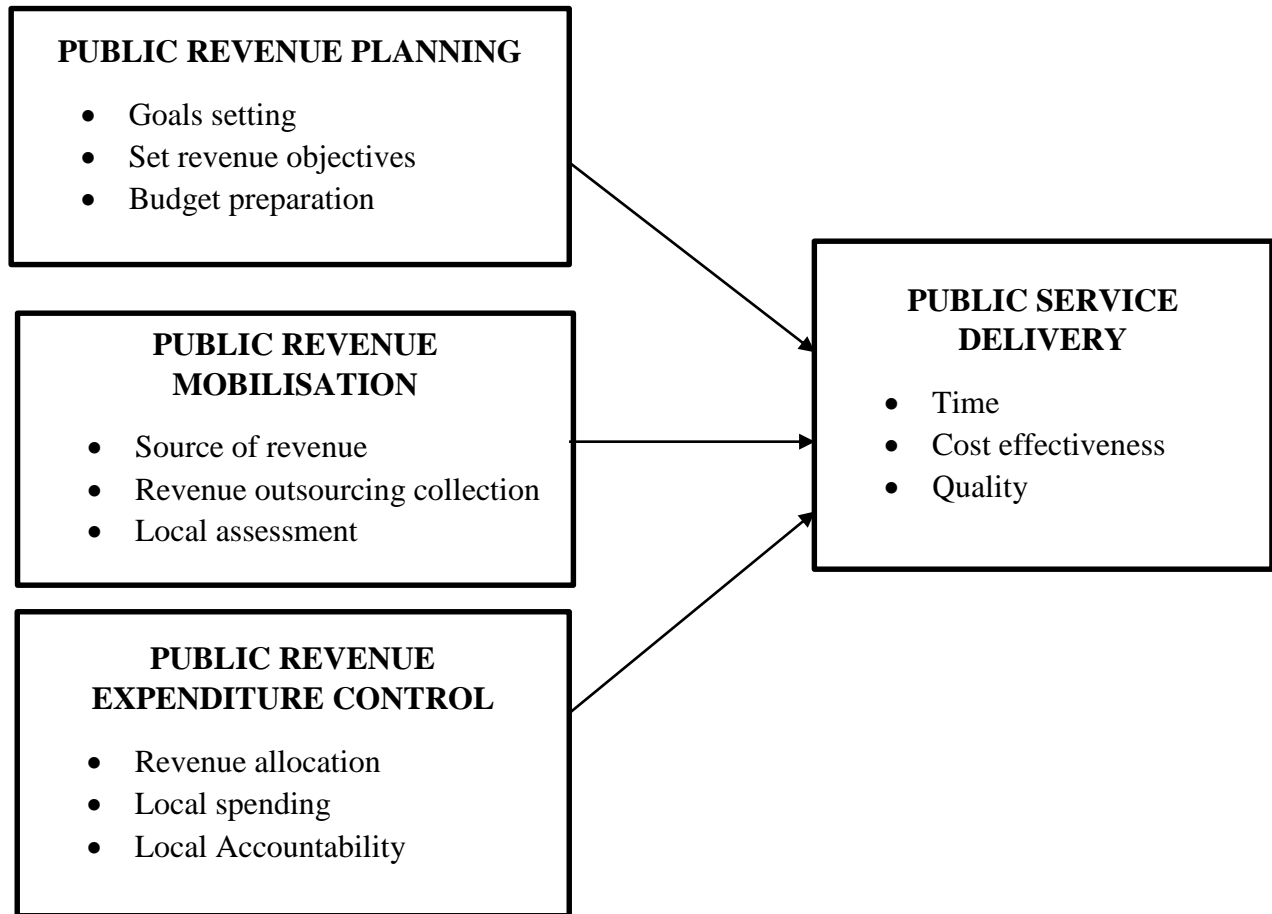 PUBLIC REVENUE PLANNING
• Goals setting
• Set revenue objectives
• Budget preparation
PUBLIC REVENUE
MOBILISATION
• Source of revenue
• Revenue outsourcing collection
• Local assessment
PUBLIC REVENUE
EXPENDITURE CONTROL
• Revenue allocation
• Local spending
• Local Accountability
PUBLIC SERVICE
DELIVERY
• Time
• Cost effectiveness
• Quality